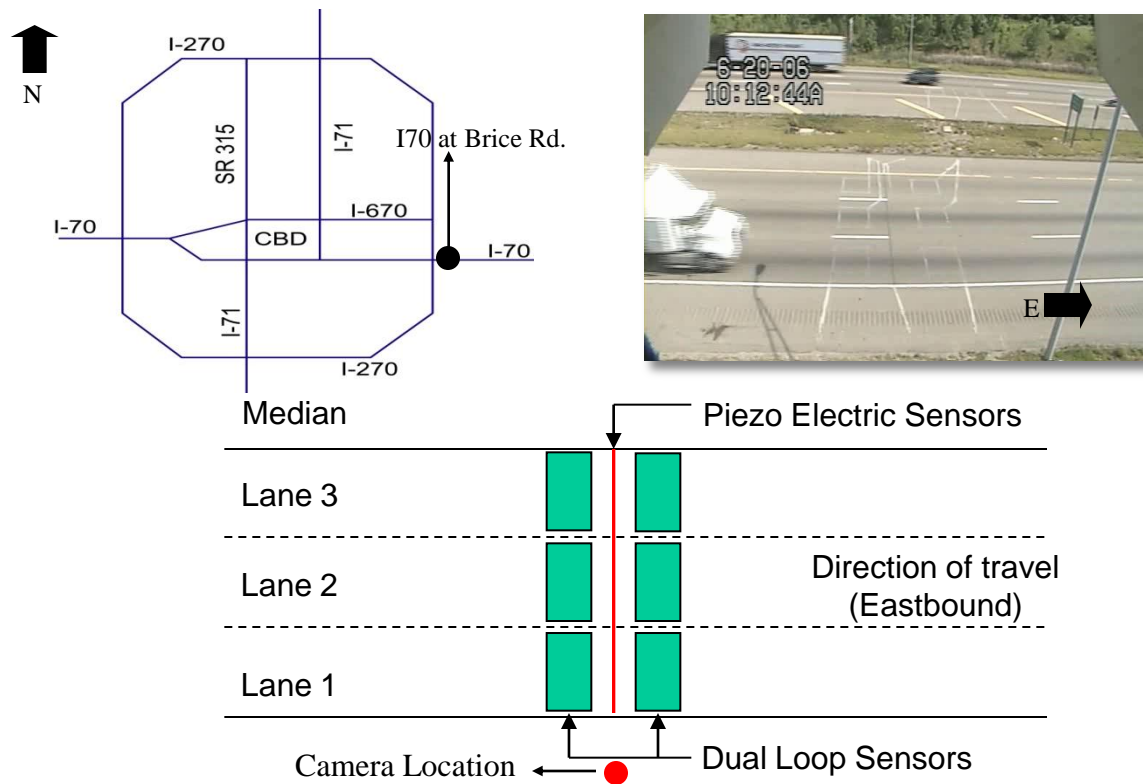 I-270
N
SR 315
I-71
I70 at Brice Rd.
I-670
I-70
CBD
I-70
I-71
I-270
6-20-06
10:12:44A
E
Median
Piezo Electric Sensors
Lane 3
Lane 2
Direction of travel
(Eastbound)
Lane 1
Dual Loop Sensors
Camera Location